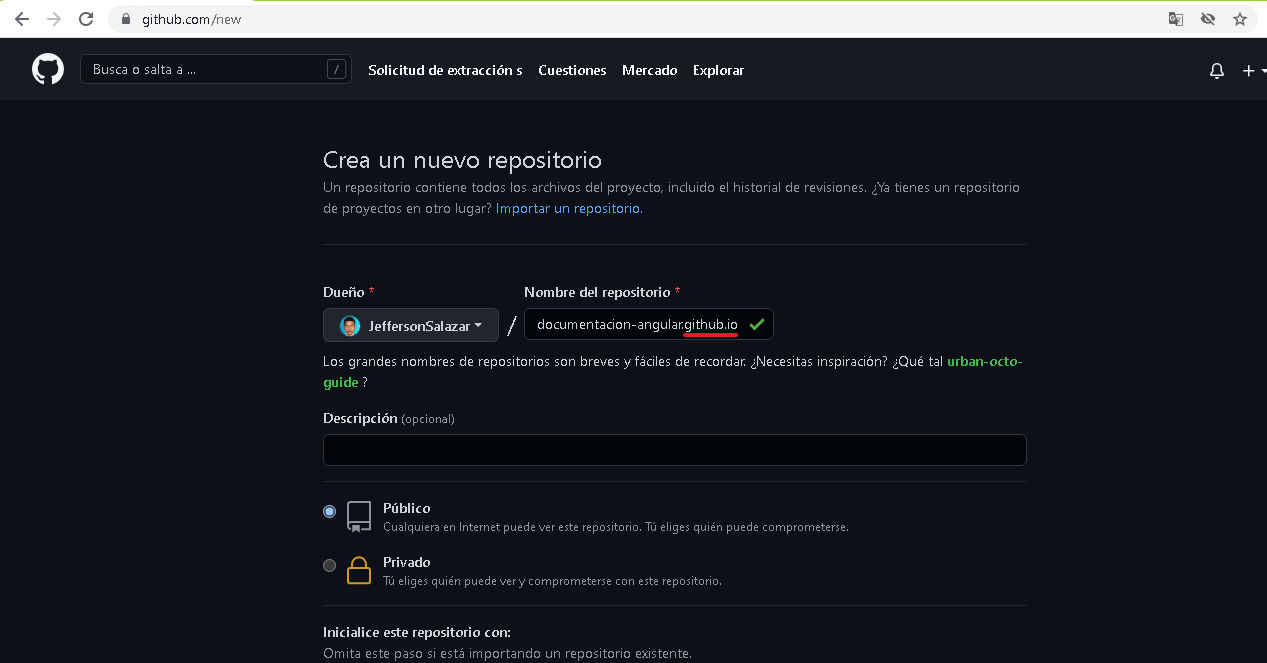 github.com/new
Busca o salta a ... /
Solicitud de extracción s Cuestiones Mercado Explorar
Crea un nuevo repositorio
Un repositorio contiene todos los archivos del proyecto, incluido el historial de revisiones. ¿Ya tienes un repositorio
de proyectos en otro lugar? Importar un repositorio.
Dueño * Nombre del repositorio *
JeffersonSalazar / documentacion-angular.github.io
Los grandes nombres de repositorios son breves y fáciles de recordar. ¿Necesitas inspiración? ¿Qué tal urban-octo-
guide ?
Descripción (opcional)
Público
Cualquiera en Internet puede ver este repositorio. Tú eliges quién puede comprometerse.
Privado
Tú eliges quién puede ver y comprometerse con este repositorio.
Inicialice este repositorio con:
Omita este paso si está importando un repositorio existente.